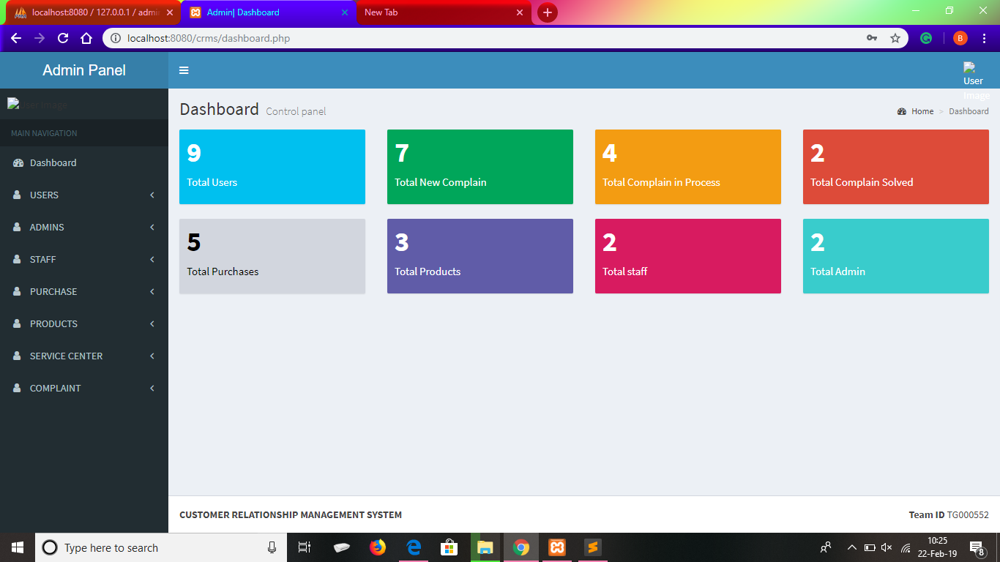 localhost:8080 / 127.0.0.1 / admi
Admin| Dashboard
New Tab
localhost:8080/crms/dashboard.php
B
Admin Panel
User Image
User Image
MAIN NAVIGATION
Dashboard
USERS
ADMINS
STAFF
PURCHASE
PRODUCTS
SERVICE CENTER
COMPLAINT
Dashboard Control panel
Home > Dashboard
9
Total Users
7
Total New Complain
4
Total Complain in Process
2
Total Complain Solved
5
Total Purchases
3
Total Products
2
Total staff
2
Total Admin
CUSTOMER RELATIONSHIP MANAGEMENT SYSTEM
Team ID TG000552
Type here to search
10:25
22-Feb-19
8